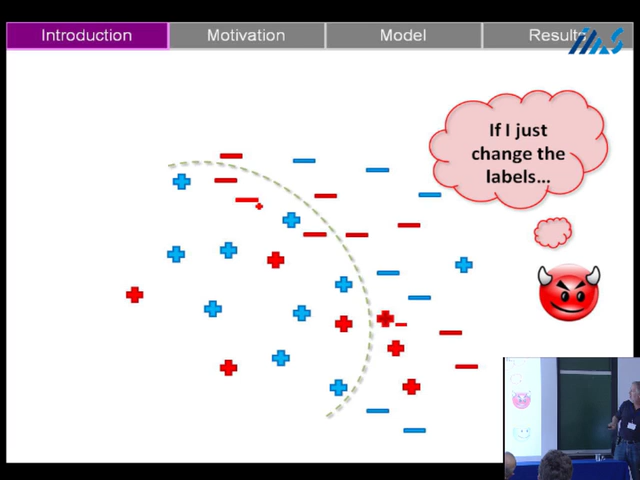 Introduction
Motivation
Model
Results
If I just
change the
labels...